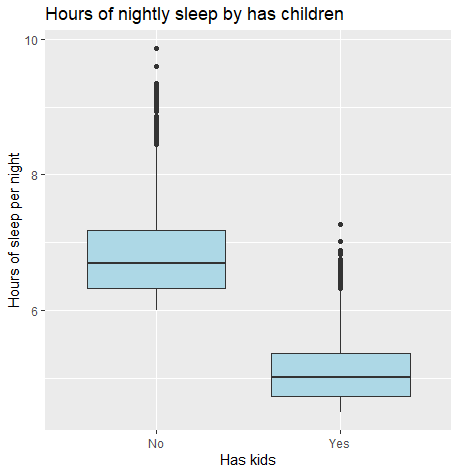 Hours of nightly sleep by has children
Hours of sleep per night
10
8
6
No
Yes
Has kids